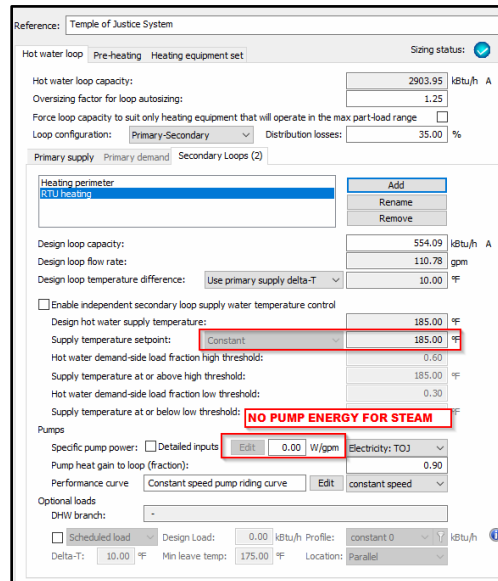 Reference: Temple of Justice System
Hot water loop Pre-heating Heating equipment set Sizing status:
Hot water loop capacity: 2903.95 kBtu/h A
Oversizing factor for loop autosizing: 1.25
Force loop capacity to suit only heating equipment that will operate in the max part-load range
Loop configuration: Primary-Secondary Distribution losses: 35.00 %
Primary supply Primary demand Secondary Loops (2)
Heating perimeter
RTU heating
Add
Rename
Remove
Design loop capacity: 554.09 kBtu/h A
Design loop flow rate: 110.78 gpm
Design loop temperature difference: Use primary supply delta-T 10.00 °F
Enable independent secondary loop supply water temperature control
Design hot water supply temperature: 185.00 °F
Supply temperature setpoint: Constant 185.00 °F
Hot water demand-side load fraction high threshold: 0.60
Supply temperature at or above high threshold: 185.00 °F
Hot water demand-side load fraction low threshold: 0.30
Supply temperature at or below low threshold: NO PUMP ENERGY FOR STEAM
Pumps
Specific pump power: Detailed inputs Edit 0.00 W/gpm Electricity: TOJ
Pump heat gain to loop (fraction): 0.90
Performance curve Constant speed pump riding curve Edit constant speed
Optional loads
DHW branch: -
Scheduled load Design Load: 0.00 kBtu/h Profile: constant 0 kBtu/h
Delta-T: 10.00 °F Min leave temp: 175.00 °F Location: Parallel